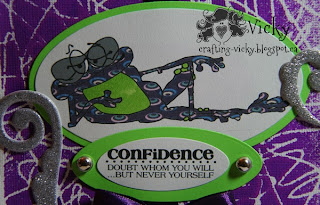 Vicky
crafting-vicky.blogspot.ca
confidence
DOUBT WHOM YOU WILL
...BUT NEVER YOURSELF